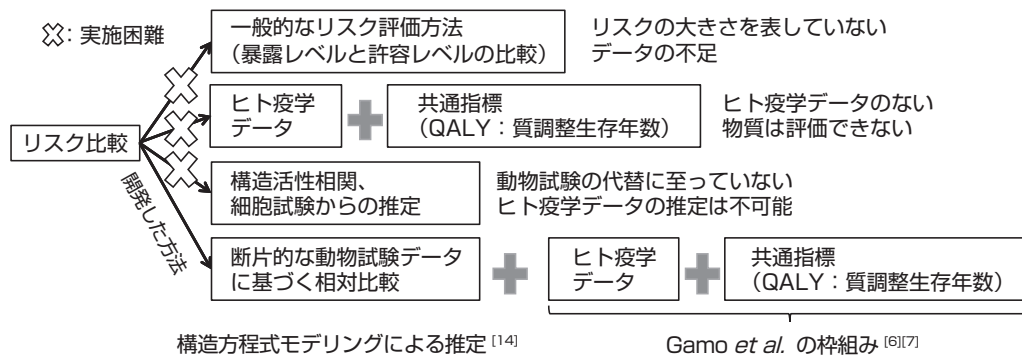 ：実施困難
一般的なリスク評価方法
（暴露レベルと許容レベルの比較）
リスクの大きさを表していない
データの不足
ヒト疫学
データ
共通指標
（QALY：質調整生存年数）
ヒト疫学データのない
物質は評価できない
リスク比較
構造活性相関、
細胞試験からの推定
動物試験の代替に至っていない
ヒト疫学データの推定は不可能
開発した方法
断片的な動物試験データ
に基づく相対比較
ヒト疫学
データ
共通指標
（QALY：質調整生存年数）
構造方程式モデリングによる推定 [14]
Gamo et al. の枠組み [6][7]